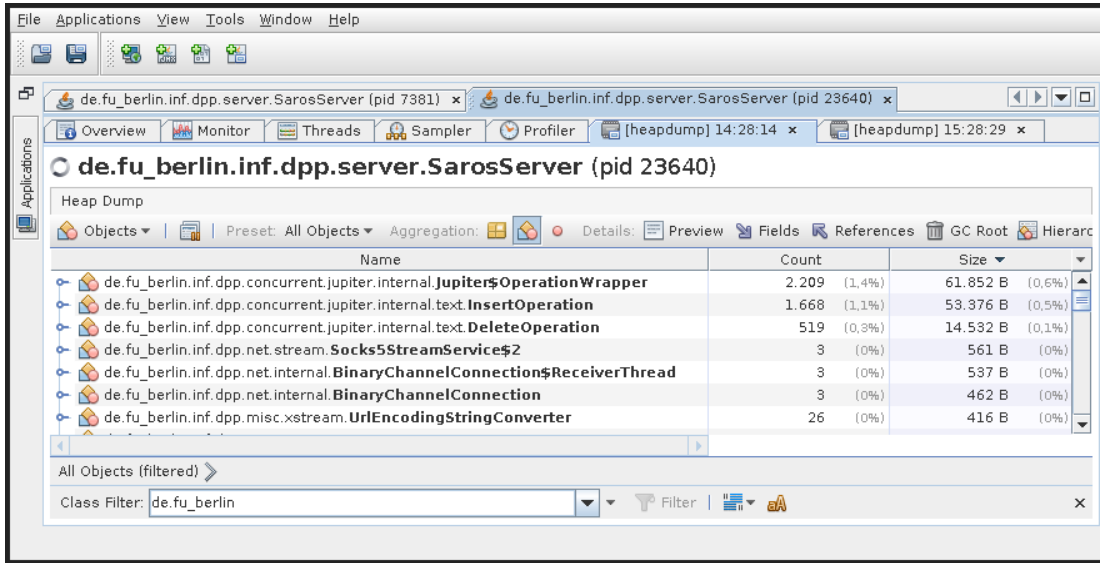 File Applications View Tools Window Help
de.fu_berlin.inf.dpp.server.SarosServer (pid 7381) x de.fu_berlin.inf.dpp.server.SarosServer (pid 23640) x
Applications
Overview Monitor Threads Sampler Profiler [heapdump] 14:28:14 x [heapdump] 15:28:29 x
de.fu_berlin.inf.dpp.server.SarosServer (pid 23640)
Heap Dump
Objects Preset: All Objects Aggregation: Details: Preview Fields References GC Root Hierarc
Name Count Size
de.fu_berlin.inf.dpp.concurrent.jupiter.internal.Jupiter$OperationWrapper 2.209 (1,4%) 61.852 B (0,6%)
de.fu_berlin.inf.dpp.concurrent.jupiter.internal.text.InsertOperation 1.668 (1,1%) 53.376 B (0,5%)
de.fu_berlin.inf.dpp.concurrent.jupiter.internal.text.DeleteOperation 519 (0,3%) 14.532 B (0,1%)
de.fu_berlin.inf.dpp.net.stream.Socks5StreamService$2 3 (0%) 561 B (0%)
de.fu_berlin.inf.dpp.net.internal.BinaryChannelConnection$ReceiverThread 3 (0%) 537 B (0%)
de.fu_berlin.inf.dpp.net.internal.BinaryChannelConnection 3 (0%) 462 B (0%)
de.fu_berlin.inf.dpp.misc.xstream.UrlEncodingStringConverter 26 (0%) 416 B (0%)
All Objects (filtered)
Class Filter: de.fu_berlin Filter aA x